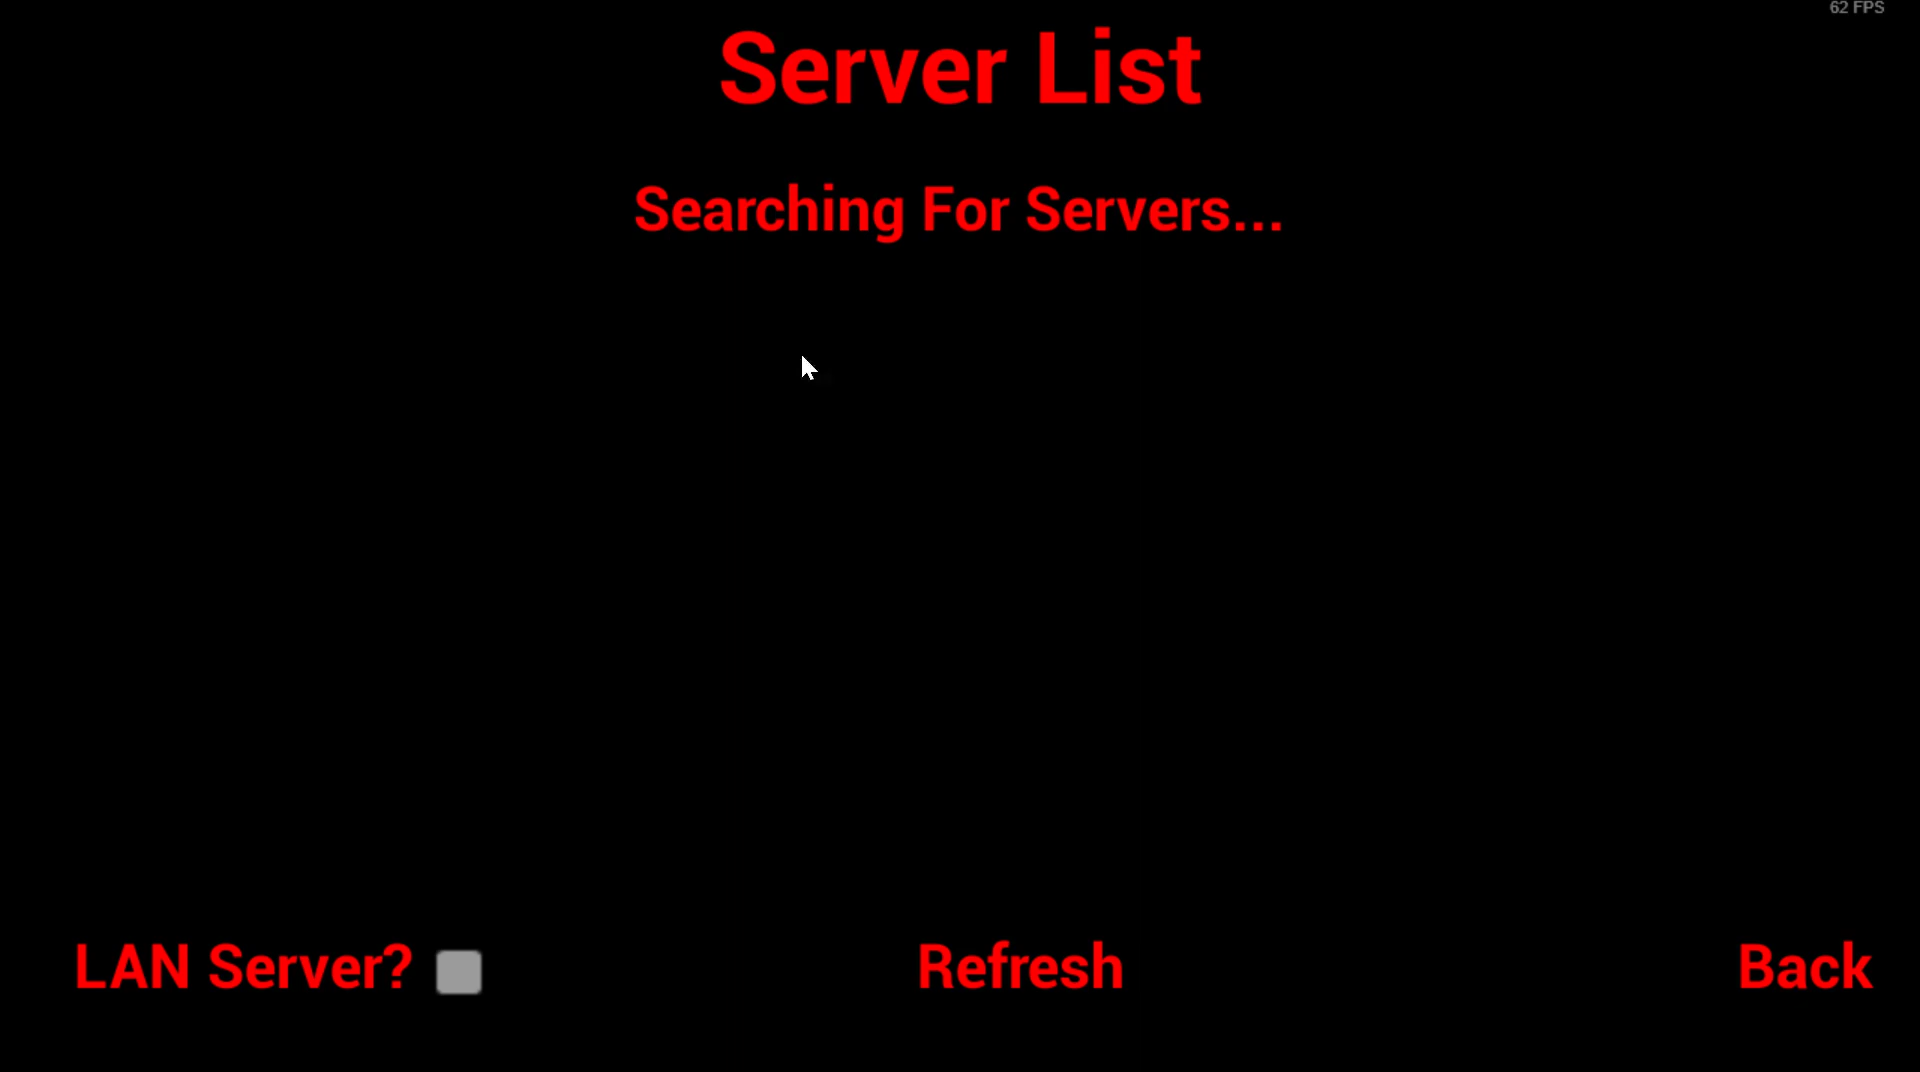 62 FPS
Server List
Searching For Servers...
LAN Server?
Refresh
Back